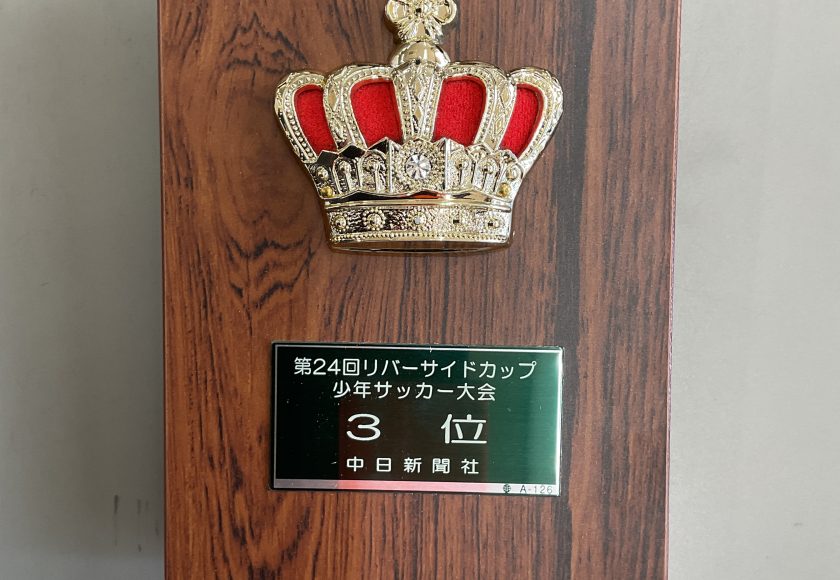 第24回リバーサイドカップ
少年サッカー大会
3 位
中日新聞社
A-126